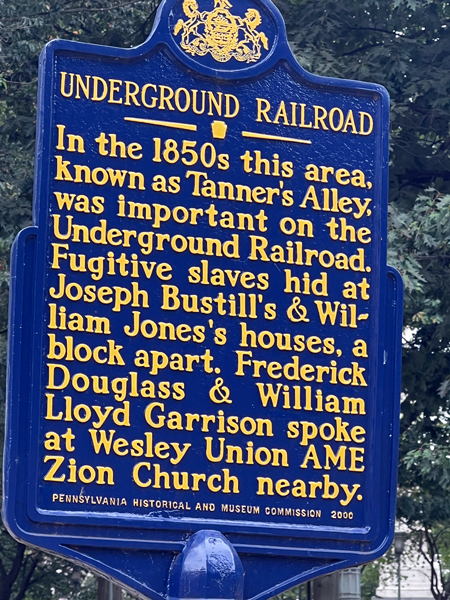 UNDERGROUND RAILROAD
In the 1850s this area,
known as Tanner's Alley,
was important on the
Underground Railroad.
Fugitive slaves hid at
Joseph Bustill's & Wil-
liam Jones's houses, a
block apart. Frederick
Douglass & William
Lloyd Garrison spoke
at Wesley Union AME
Zion Church nearby.
PENNSYLVANIA HISTORICAL AND MUSEUM COMMISSION 2000